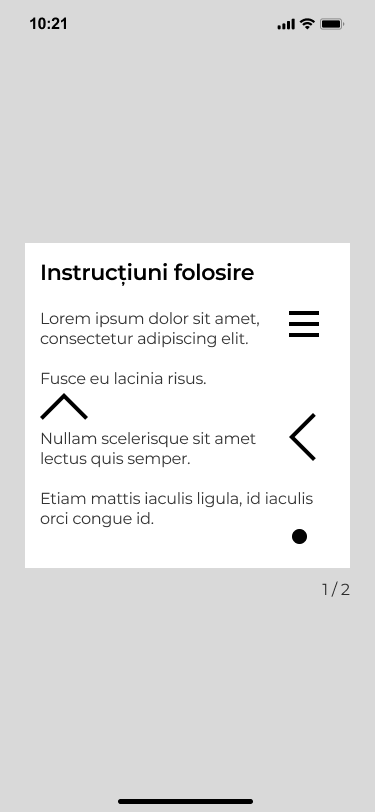 10:21
Instrucțiuni folosire
Lorem ipsum dolor sit amet,
consectetur adipiscing elit.
Fusce eu lacinia risus.
Nullam scelerisque sit amet
lectus quis semper.
Etiam mattis iaculis ligula, id iaculis
orci congue id.
1 / 2